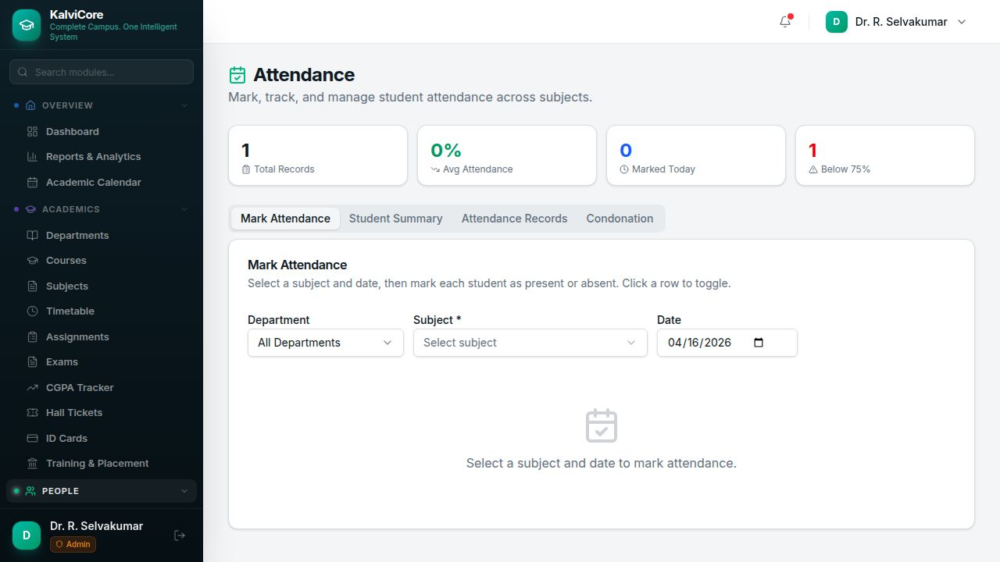 KalviCore
Complete Campus. One Intelligent
System
Search modules...
OVERVIEW
Dashboard
Reports & Analytics
Academic Calendar
ACADEMICS
Departments
Courses
Subjects
Timetable
Assignments
Exams
CGPA Tracker
Hall Tickets
ID Cards
Training & Placement
PEOPLE
D
Dr. R. Selvakumar
Admin
D
Dr. R. Selvakumar
Attendance
Mark, track, and manage student attendance across subjects.
1
Total Records
0%
Avg Attendance
0
Marked Today
1
Below 75%
Mark Attendance
Student Summary
Attendance Records
Condonation
Mark Attendance
Select a subject and date, then mark each student as present or absent. Click a row to toggle.
Department
Subject *
Date
All Departments
Select subject
04/16/2026
Select a subject and date to mark attendance.